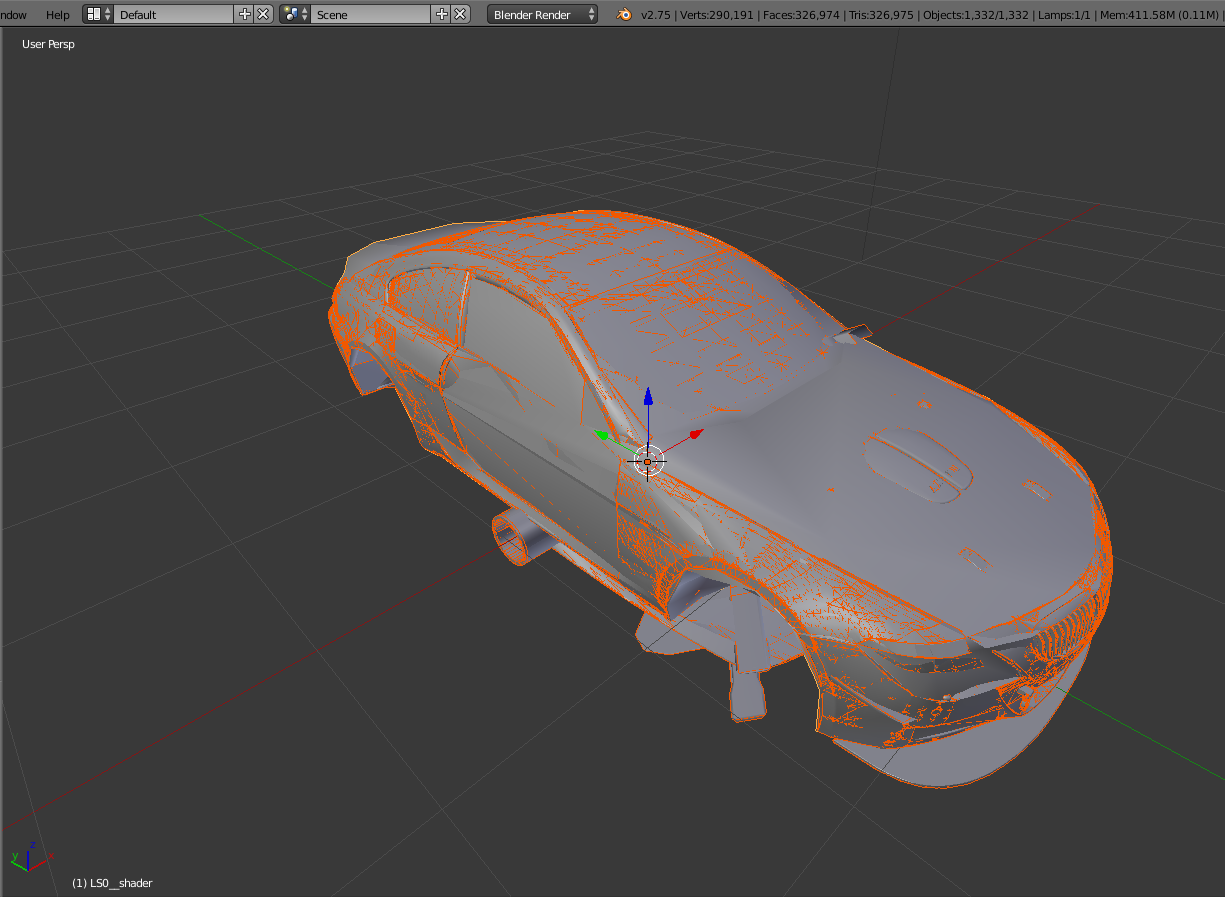 ndow Help Default Scene Blender Render v2.75 | Verts:290,191 | Faces:326,974 | Tris:326,975 | Objects:1,332/1,332 | Lamps:1/1 | Mem:411.58M (0.11M) |
User Persp
z
y x
(1) LS0__shader